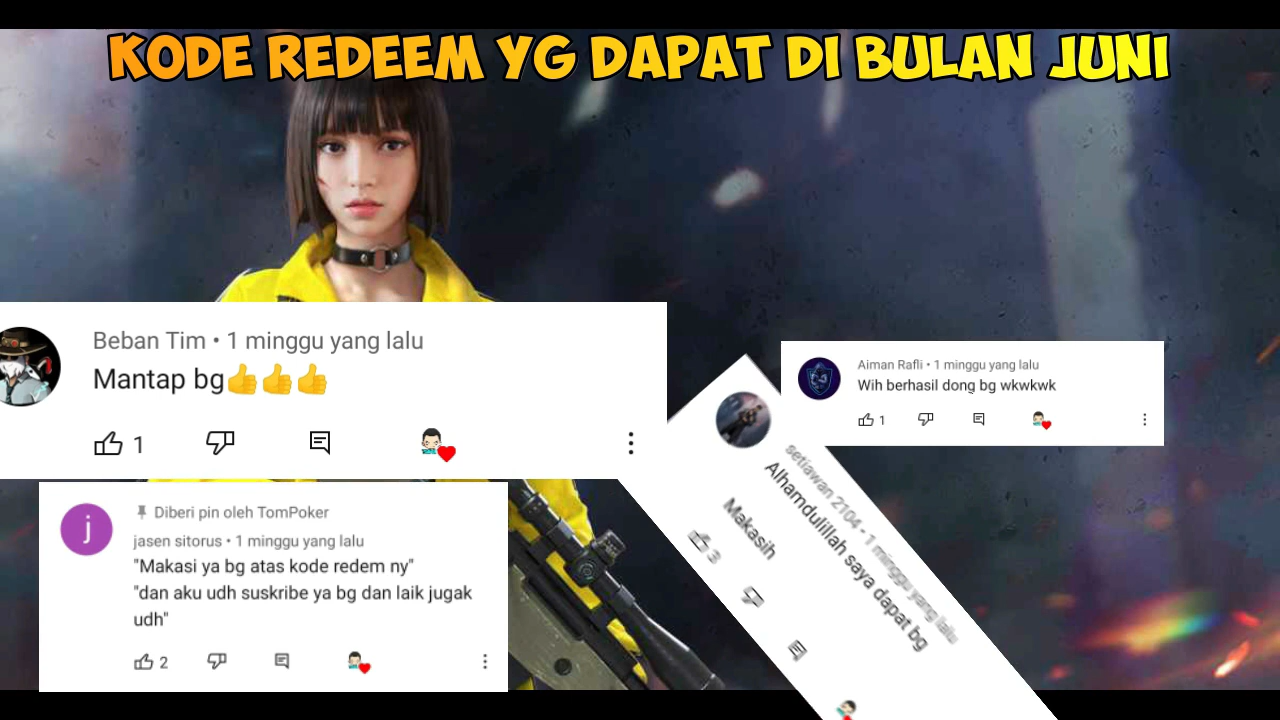 KODE REDEEM YG DAPAT DI BULAN JUNI
Beban Tim • 1 minggu yang lalu
Mantap bg👍👍👍
1
Aiman Rafli • 1 minggu yang lalu
Wih berhasil dong bg wkwkwk
1
setiawan 2104 • 1 minggu yang lalu
Alhamdulillah saya dapat bg
Makasih
3
j
Diberi pin oleh TomPoker
jasen sitorus • 1 minggu yang lalu
"Makasi ya bg atas kode redem ny"
"dan aku udh suskribe ya bg dan laik jugak
udh"
2